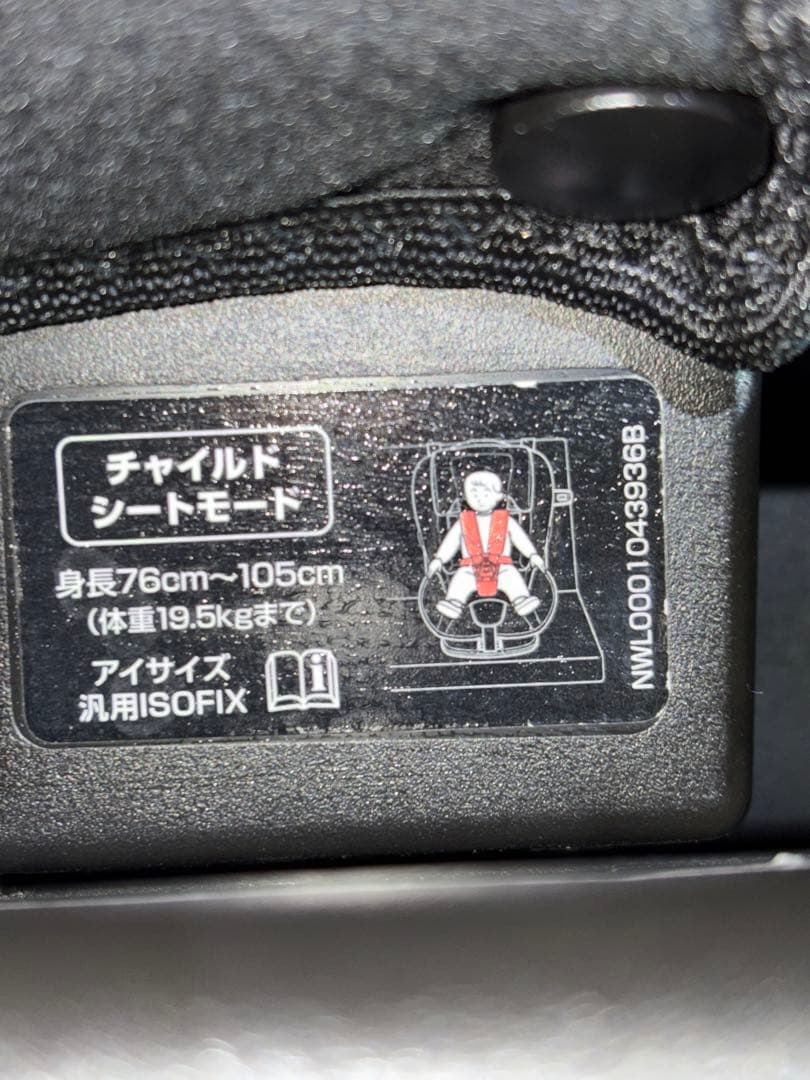 チャイルド
シートモード
身長76cm〜105cm
（体重19.5kgまで）
アイサイズ
汎用ISOFIX
NWL0001043936B